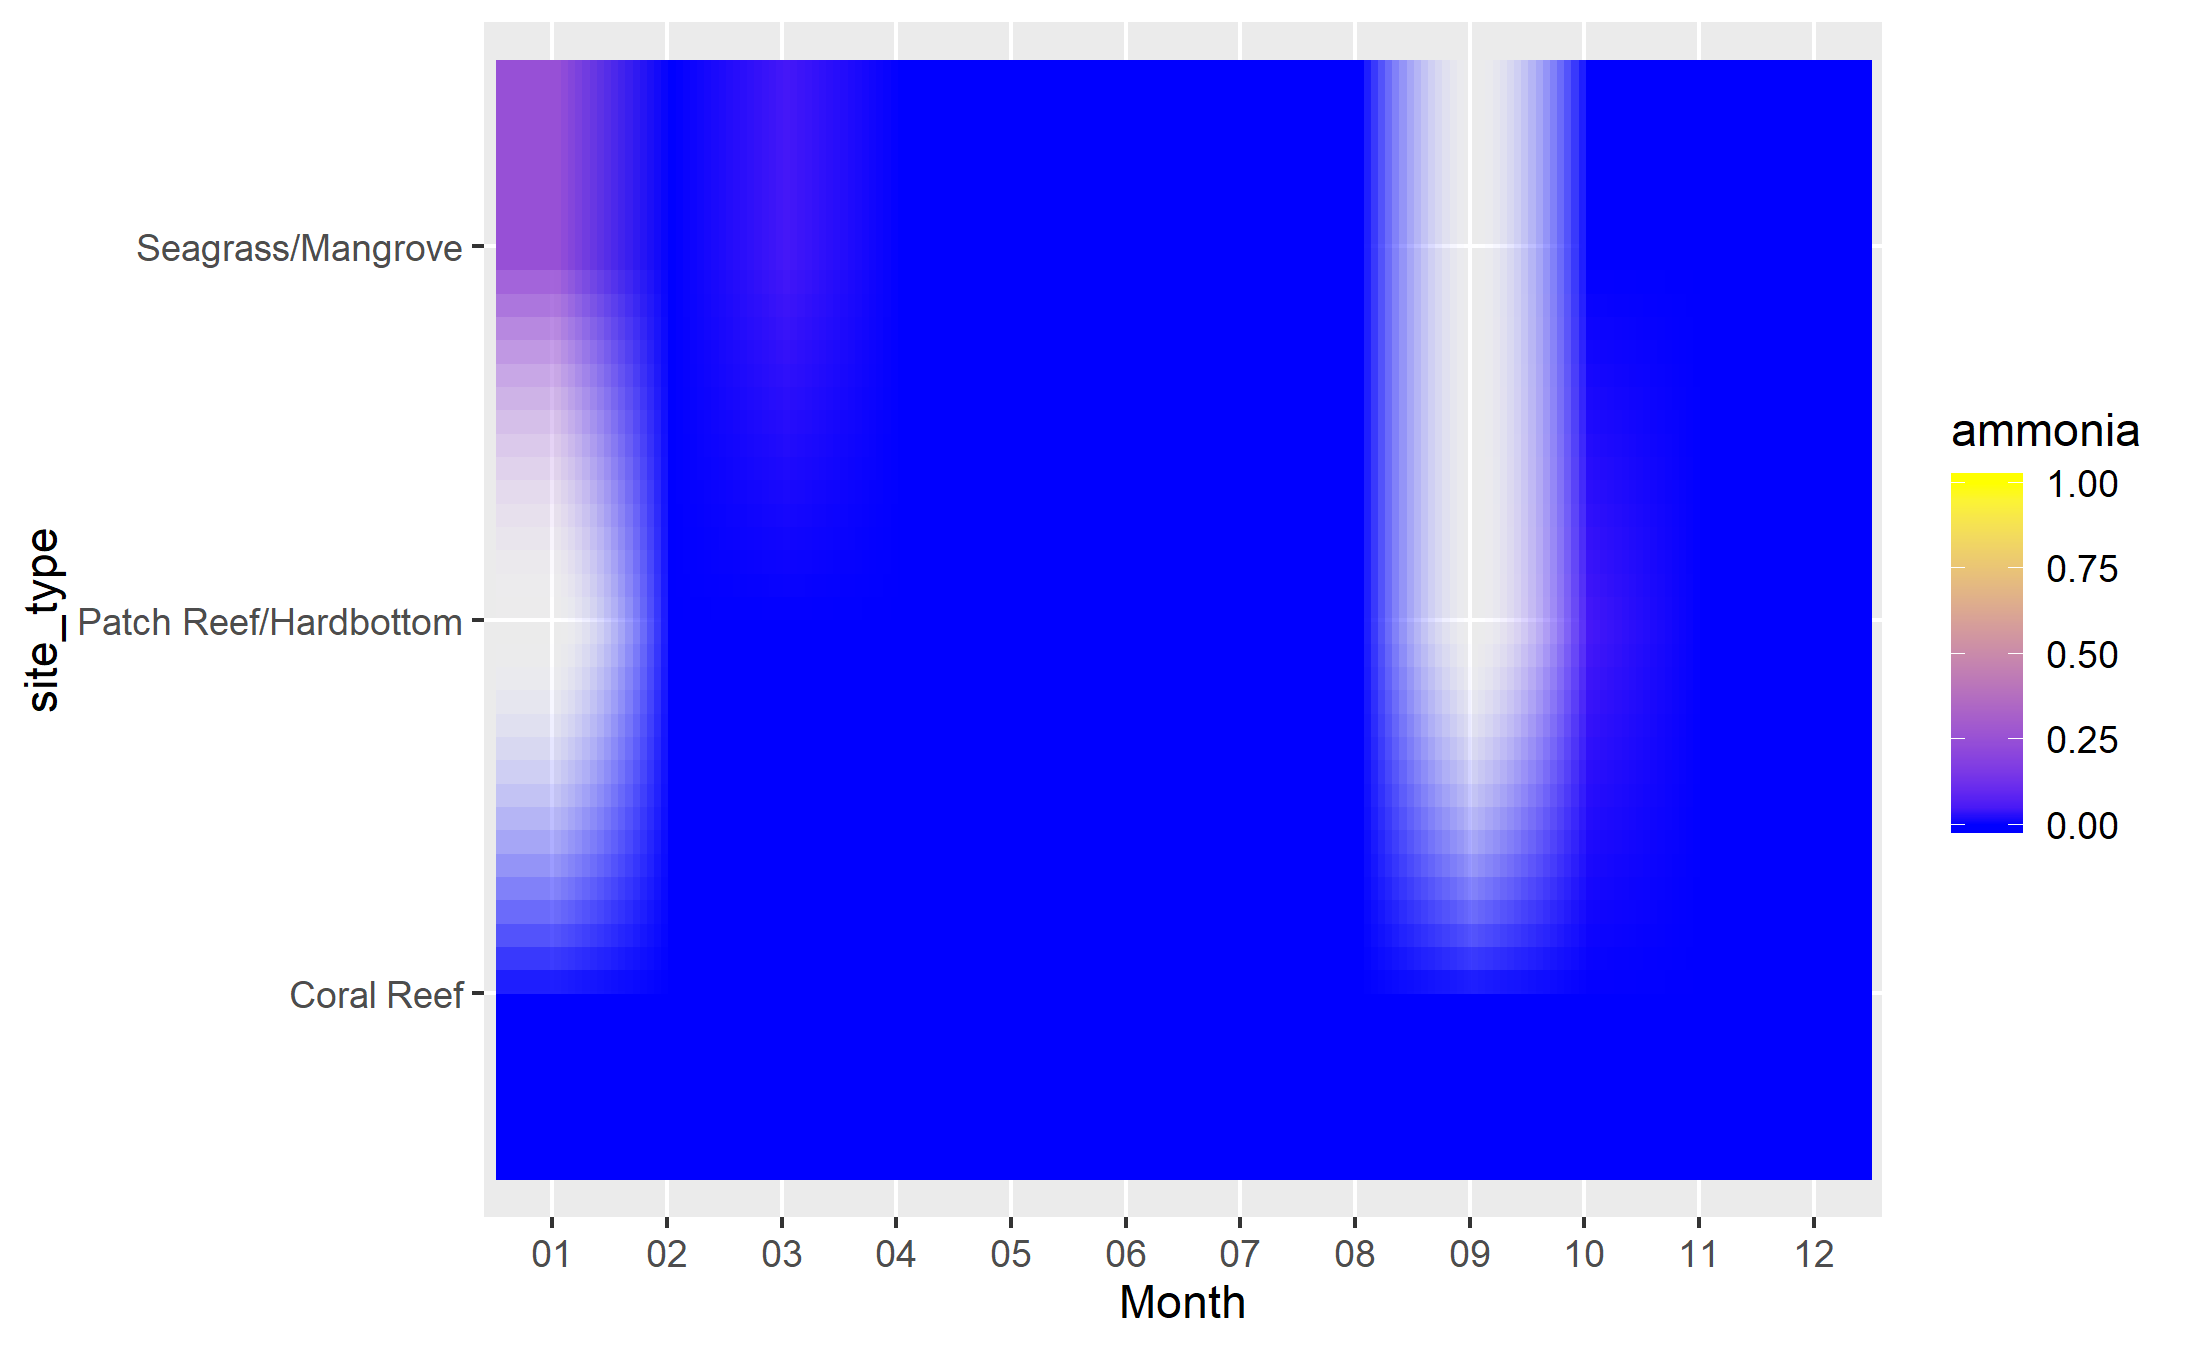 site_type
Seagrass/Mangrove
Patch Reef/Hardbottom
Coral Reef
01 02 03 04 05 06 07 08 09 10 11 12
Month
ammonia
1.00
0.75
0.50
0.25
0.00